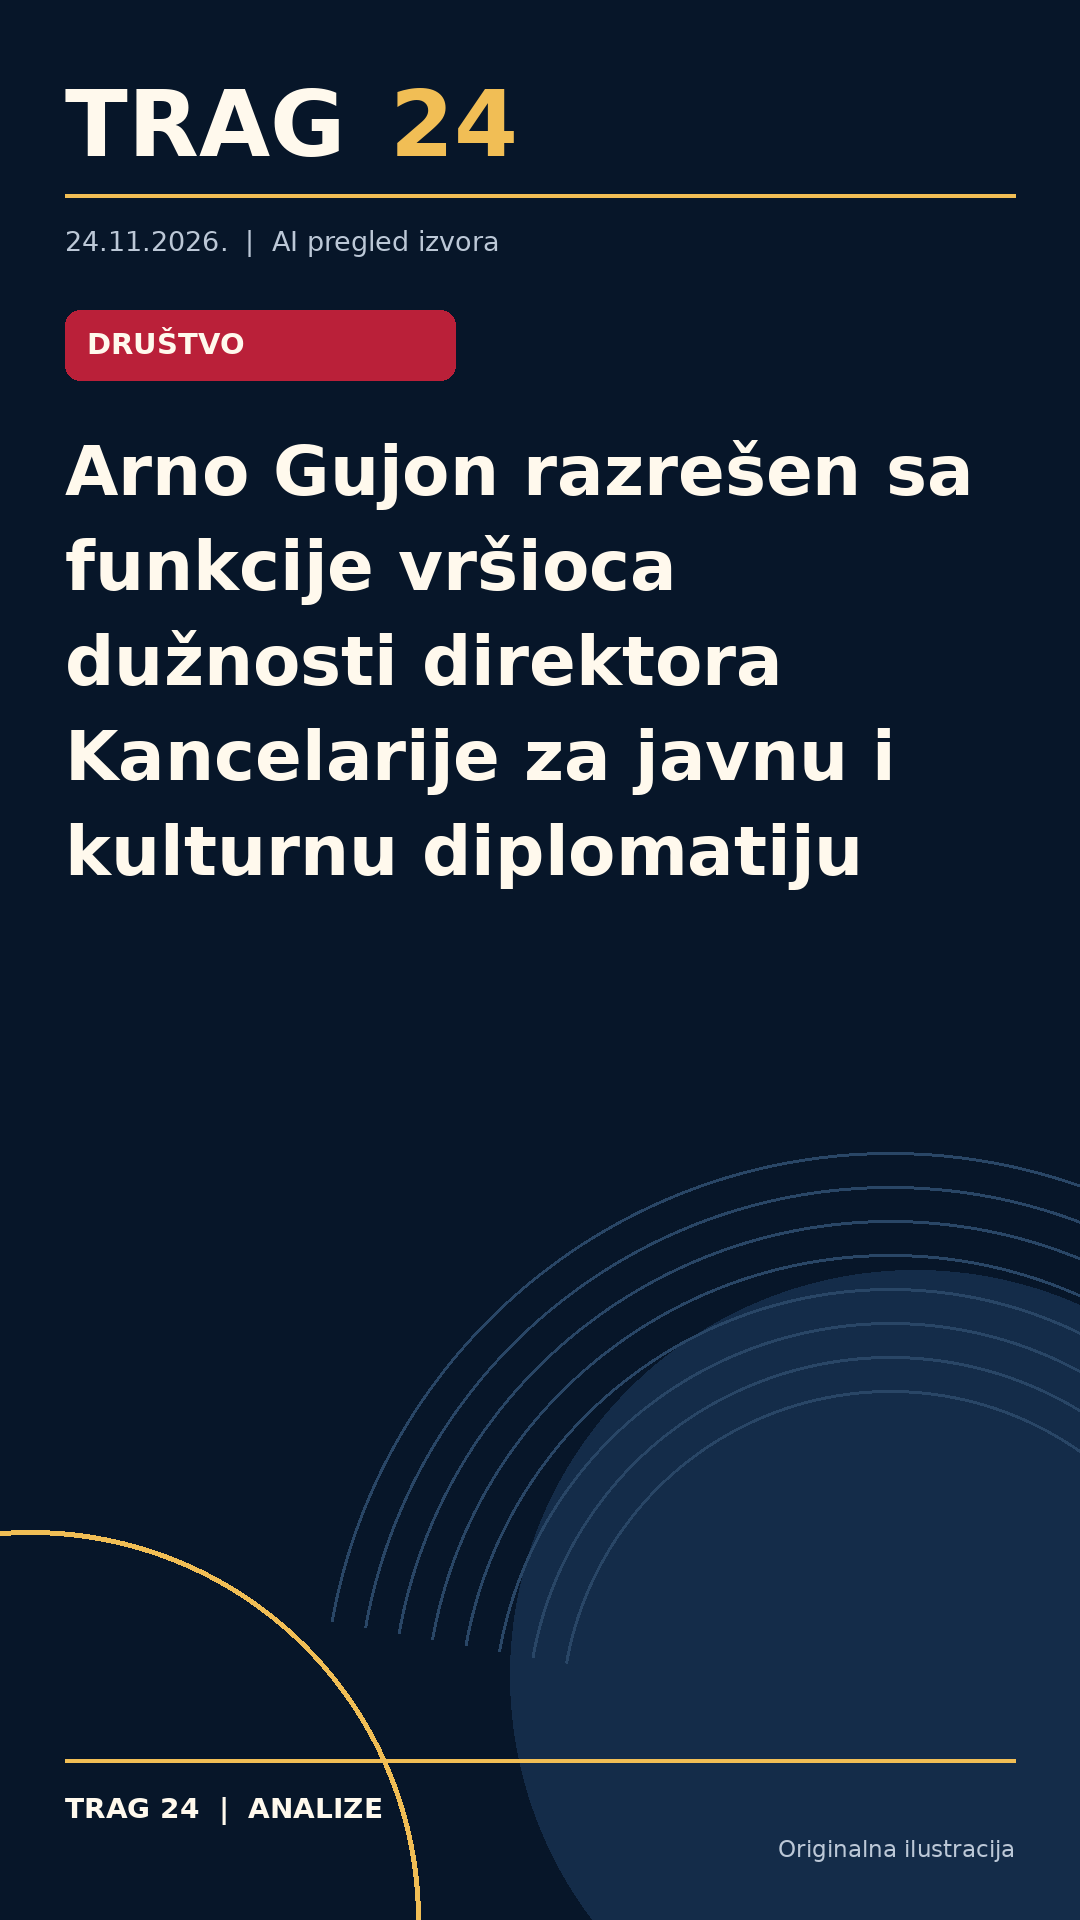 TRAG 24
24.11.2026. | AI pregled izvora
DRUŠTVO
Arno Gujon razrešen sa
funkcije vršioca
dužnosti direktora
Kancelarije za javnu i
kulturnu diplomatiju
TRAG 24 | ANALIZE
Originalna ilustracija